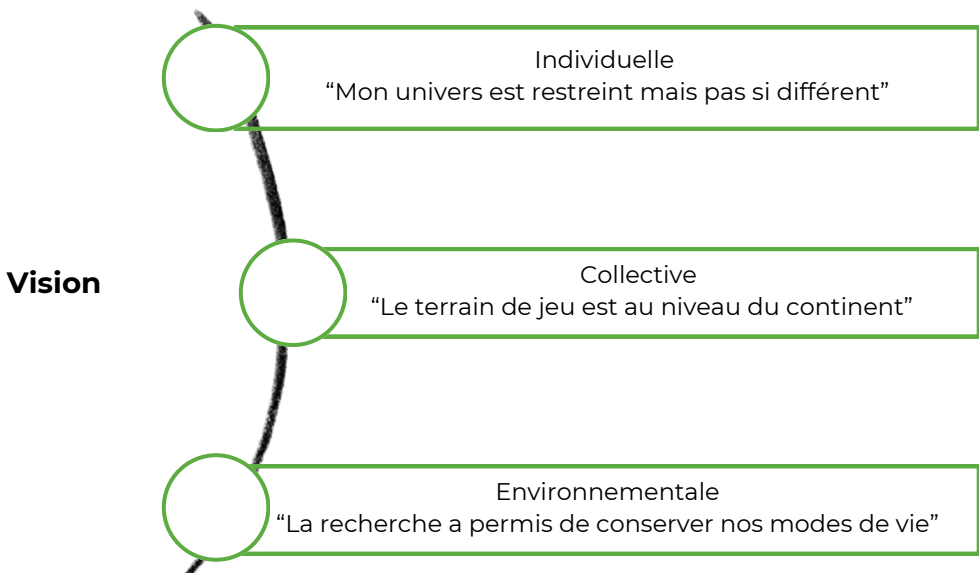 Individuelle
“Mon univers est restreint mais pas si différent”
Vision
Collective
“Le terrain de jeu est au niveau du continent”
Environnementale
“La recherche a permis de conserver nos modes de vie”